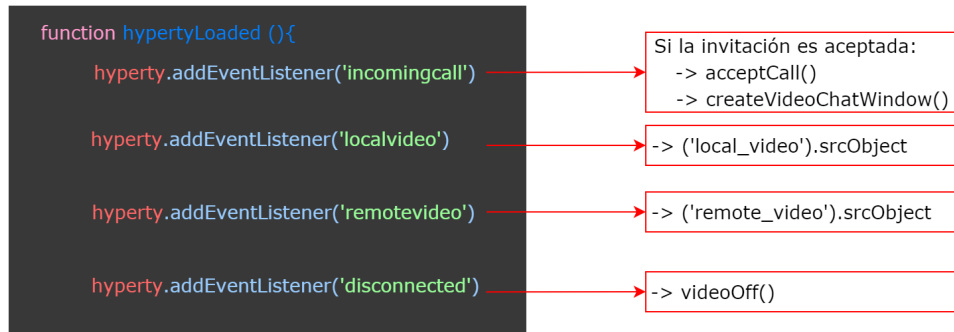 function hypertyLoaded (){
hyperty.addEventListener('incomingcall')
Si la invitación es aceptada:
-> acceptCall()
-> createVideoChatWindow()
hyperty.addEventListener('localvideo')
-> ('local_video').srcObject
hyperty.addEventListener('remotevideo')
-> ('remote_video').srcObject
hyperty.addEventListener('disconnected')
-> videoOff()